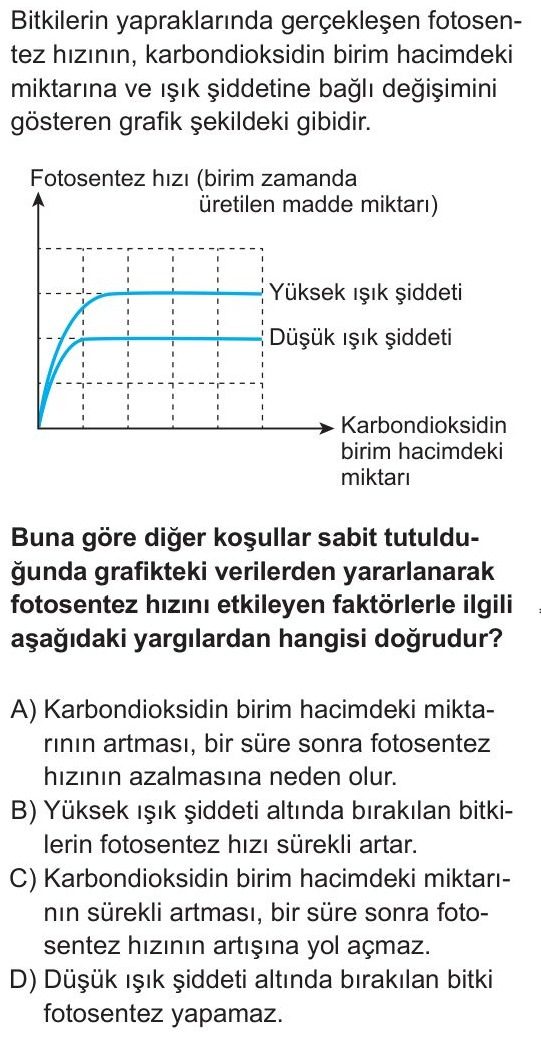 Bitkilerin yapraklarında gerçekleşen fotosen-
tez hızının, karbondioksidin birim hacimdeki
miktarına ve ışık şiddetine bağlı değişimini
gösteren grafik şekildeki gibidir.
Fotosentez hızı (birim zamanda
üretilen madde miktarı)
Yüksek ışık şiddeti
Düşük ışık şiddeti
Karbondioksidin
birim hacimdeki
miktarı
Buna göre diğer koşullar sabit tutuldu-
ğunda grafikteki verilerden yararlanarak
fotosentez hızını etkileyen faktörlerle ilgili
aşağıdaki yargılardan hangisi doğrudur?
A) Karbondioksidin birim hacimdeki mikta-
rının artması, bir süre sonra fotosentez
hızının azalmasına neden olur.
B) Yüksek ışık şiddeti altında bırakılan bitki-
lerin fotosentez hızı sürekli artar.
C) Karbondioksidin birim hacimdeki miktarı-
nın sürekli artması, bir süre sonra foto-
sentez hızının artışına yol açmaz.
D) Düşük ışık şiddeti altında bırakılan bitki
fotosentez yapamaz.